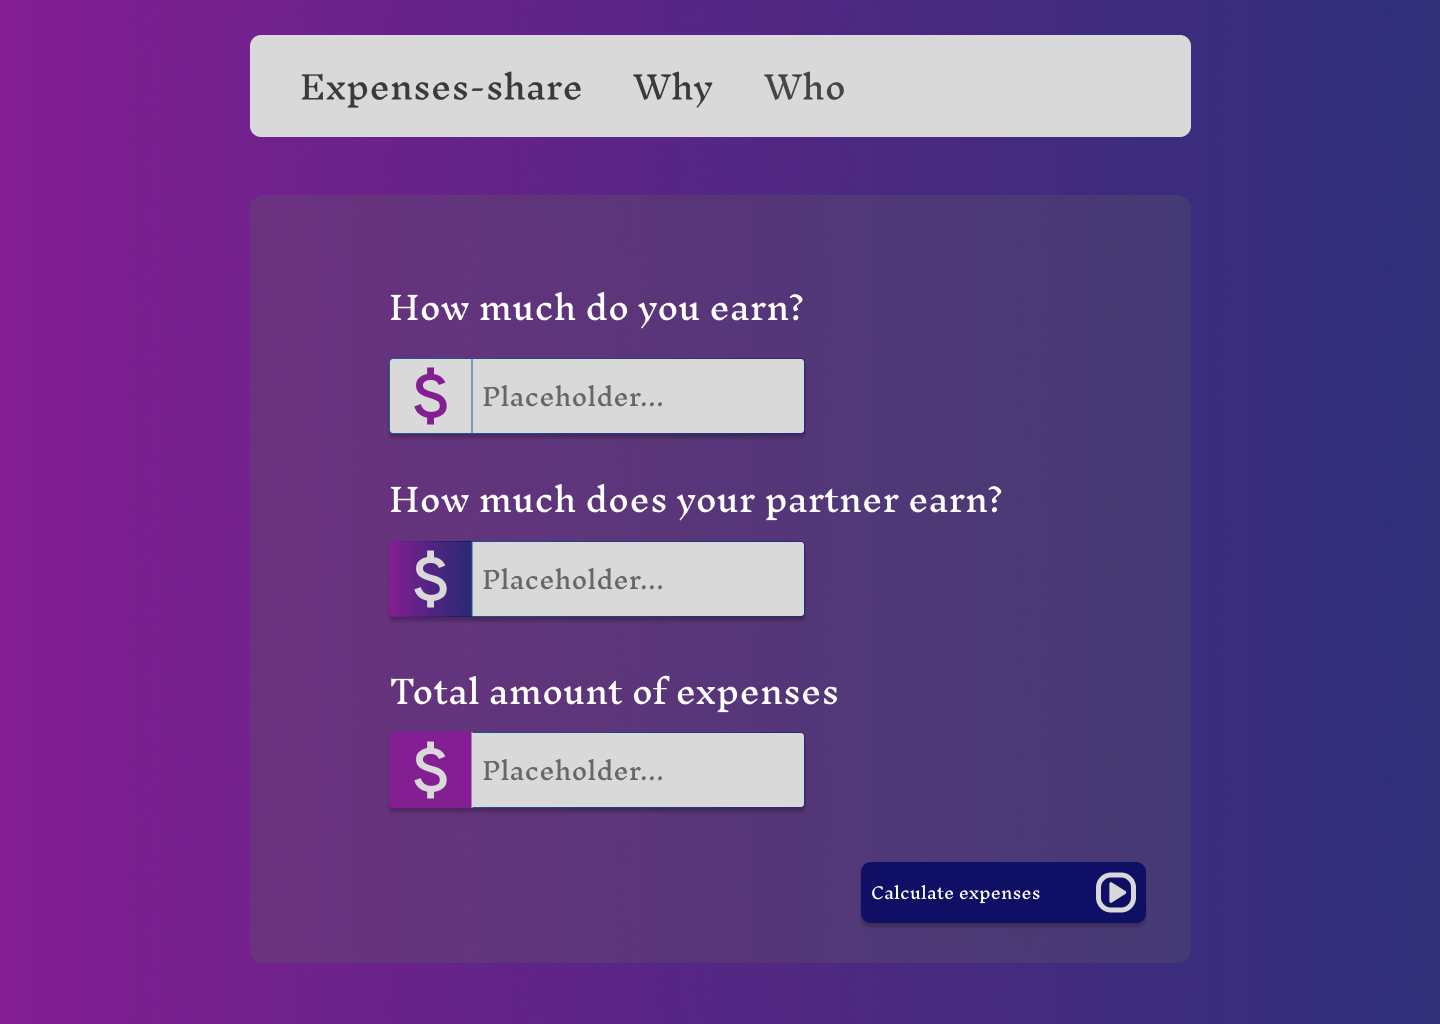 Expenses-share Why Who
How much do you earn?
$ Placeholder...
How much does your partner earn?
$ Placeholder...
Total amount of expenses
$ Placeholder...
Calculate expenses